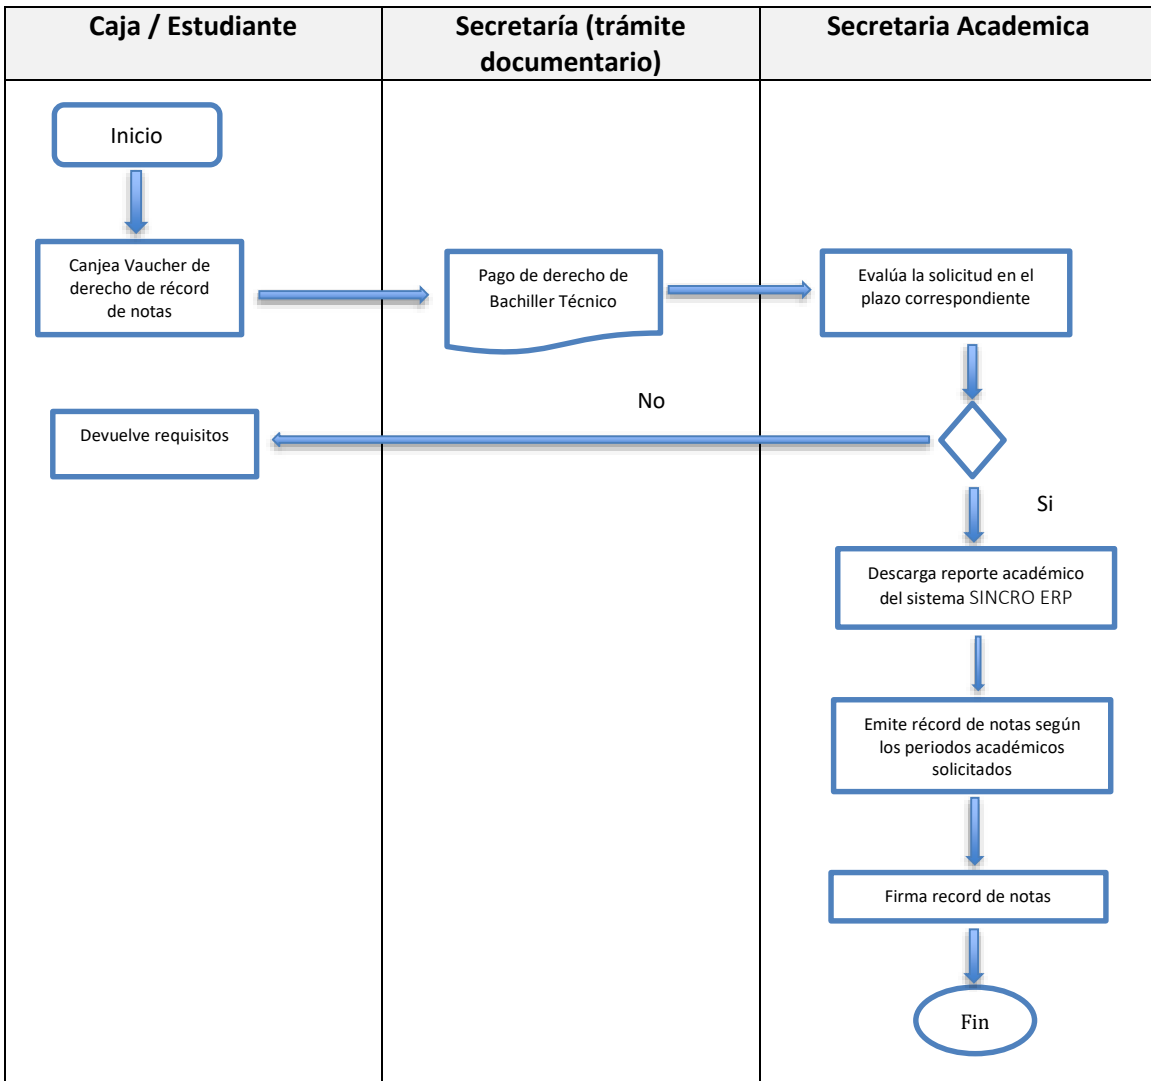 Caja / Estudiante
Secretaría (trámite
documentario)
Secretaria Academica
Inicio
Canjea Vaucher de
derecho de récord
de notas
Pago de derecho de
Bachiller Técnico
Evalúa la solicitud en el
plazo correspondiente
No
Devuelve requisitos
Si
Descarga reporte académico
del sistema SINCRO ERP
Emite récord de notas según
los periodos académicos
solicitados
Firma record de notas
Fin